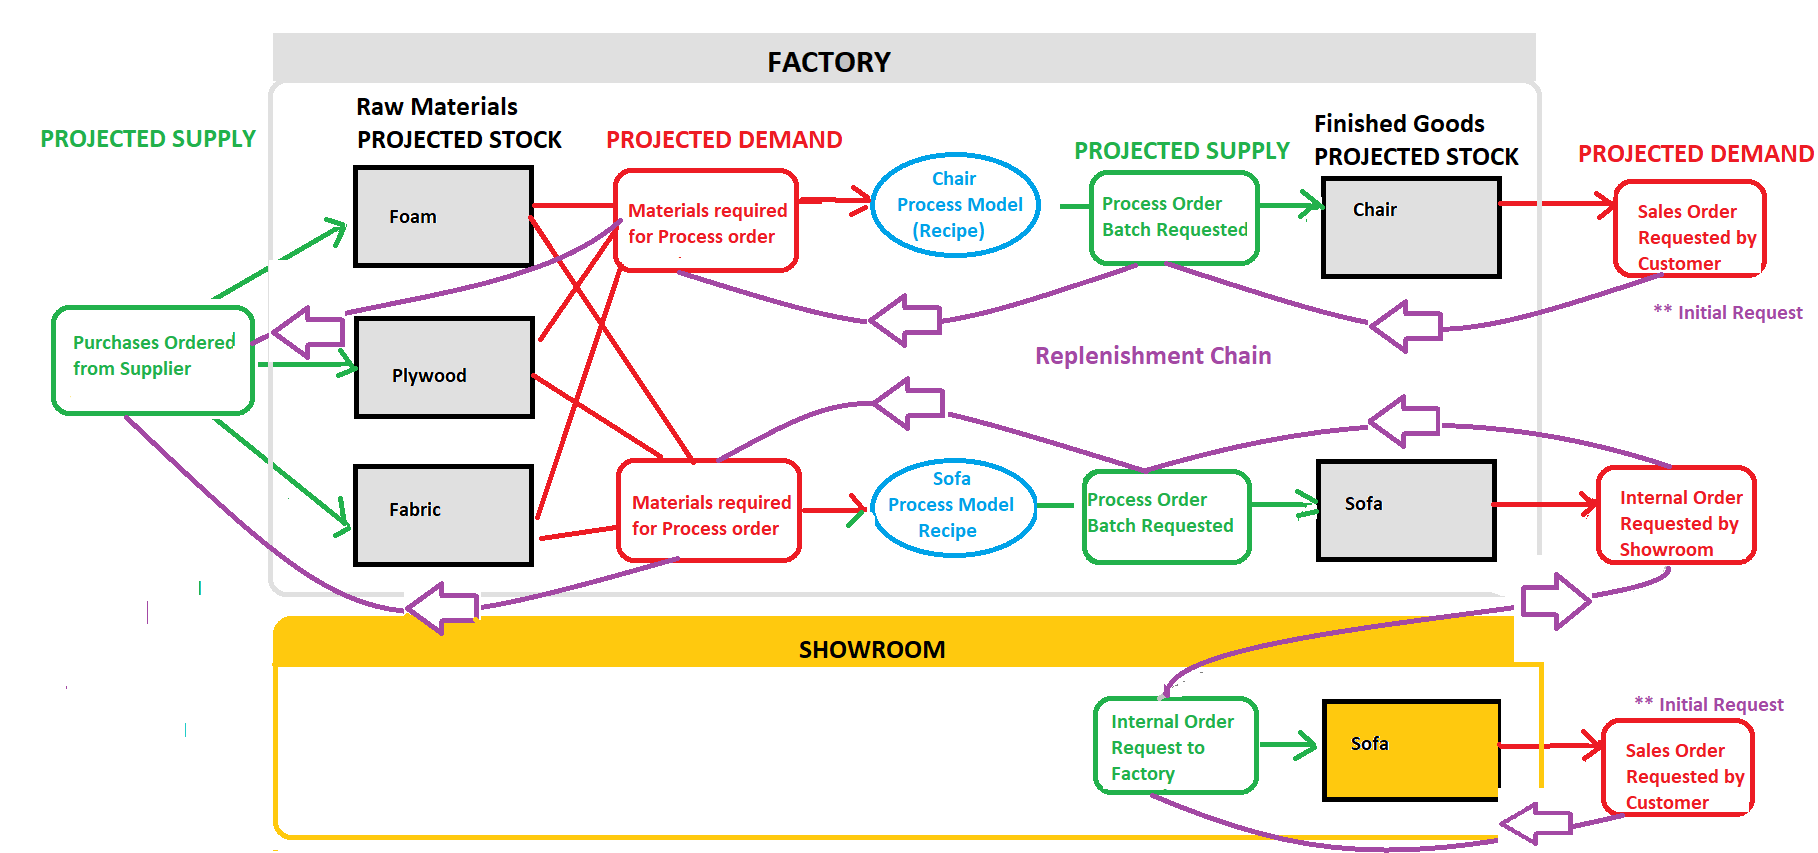 FACTORY
PROJECTED SUPPLY
Raw Materials
PROJECTED STOCK
PROJECTED DEMAND
PROJECTED SUPPLY
Finished Goods
PROJECTED STOCK
PROJECTED DEMAND
Foam
Materials required
for Process order
Chair
Process Model
(Recipe)
Process Order
Batch Requested
Chair
Sales Order
Requested by
Customer
** Initial Request
Purchases Ordered
from Supplier
Plywood
Replenishment Chain
Fabric
Materials required
for Process order
Sofa
Process Model
Recipe
Process Order
Batch Requested
Sofa
Internal Order
Requested by
Showroom
SHOWROOM
Internal Order
Request to
Factory
Sofa
** Initial Request
Sales Order
Requested by
Customer